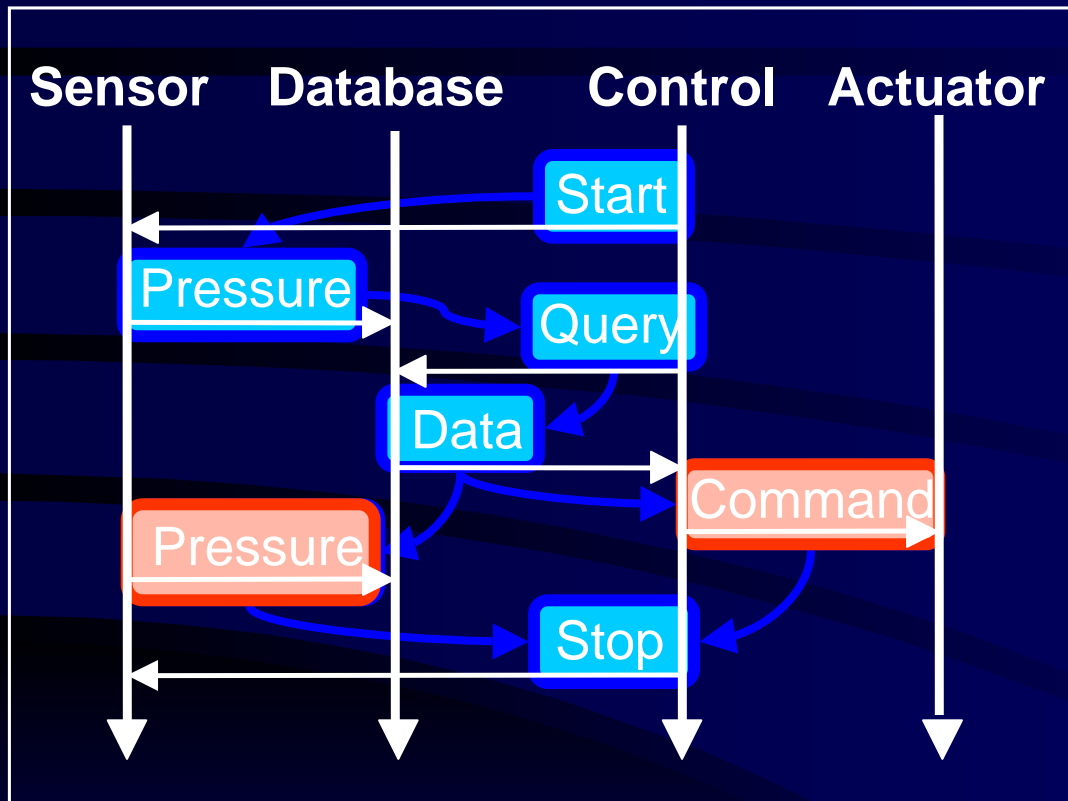 Sensor Database Control Actuator
Start
Pressure
Query
Data
Command
Pressure
Stop